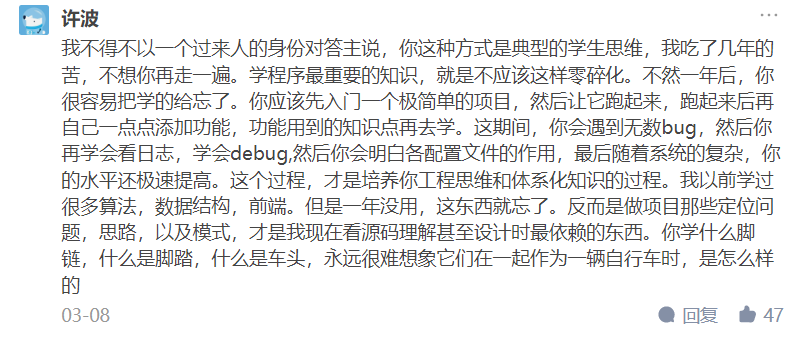 许波
我不得不以一个过来人的身份对答主说，你这种方式是典型的学生思维，我吃了几年的
苦，不想你再走一遍。学程序最重要的知识，就是不应该这样零碎化。不然一年后，你
很容易把学的给忘了。你应该先入门一个极简单的项目，然后让它跑起来，跑起来后再
自己一点点添加功能，功能用到的知识点再去学。这期间，你会遇到无数bug，然后你
再学会看日志，学会debug,然后你会明白各配置文件的作用，最后随着系统的复杂，你
的水平还极速提高。这个过程，才是培养你工程思维和体系化知识的过程。我以前学过
很多算法，数据结构，前端。但是一年没用，这东西就忘了。反而是做项目那些定位问
题，思路，以及模式，才是我现在看源码理解甚至设计时最依赖的东西。你学什么脚
链，什么是脚踏，什么是车头，永远很难想象它们在一起作为一辆自行车时，是怎么样
的
03-08 回复 47